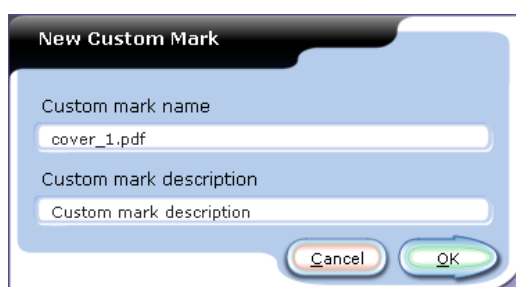 New Custom Mark
Custom mark name
cover_1.pdf
Custom mark description
Custom mark description
Cancel OK